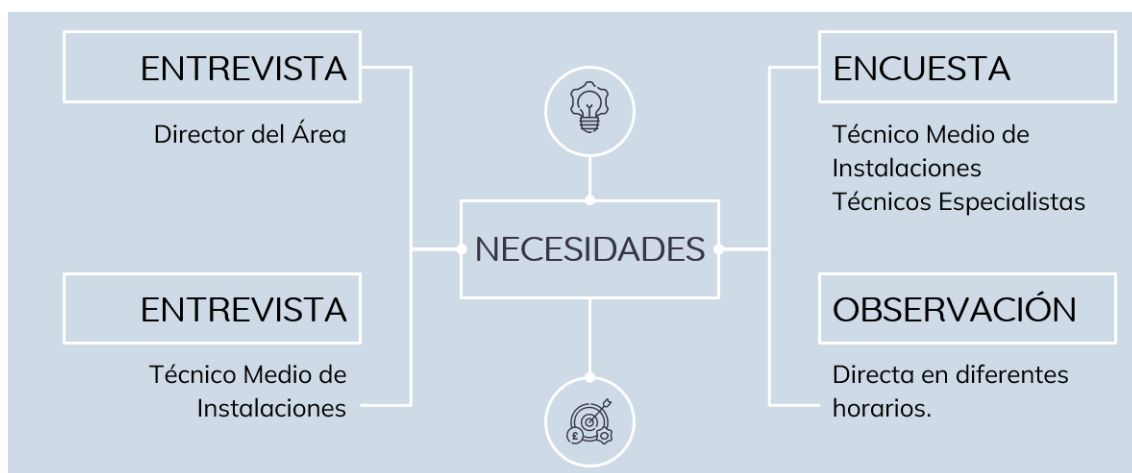 ENTREVISTA
Director del Área
ENTREVISTA
Técnico Medio de
Instalaciones
NECESIDADES
£
ENCUESTA
Técnico Medio de
Instalaciones
Técnicos Especialistas
OBSERVACIÓN
Directa en diferentes
horarios.